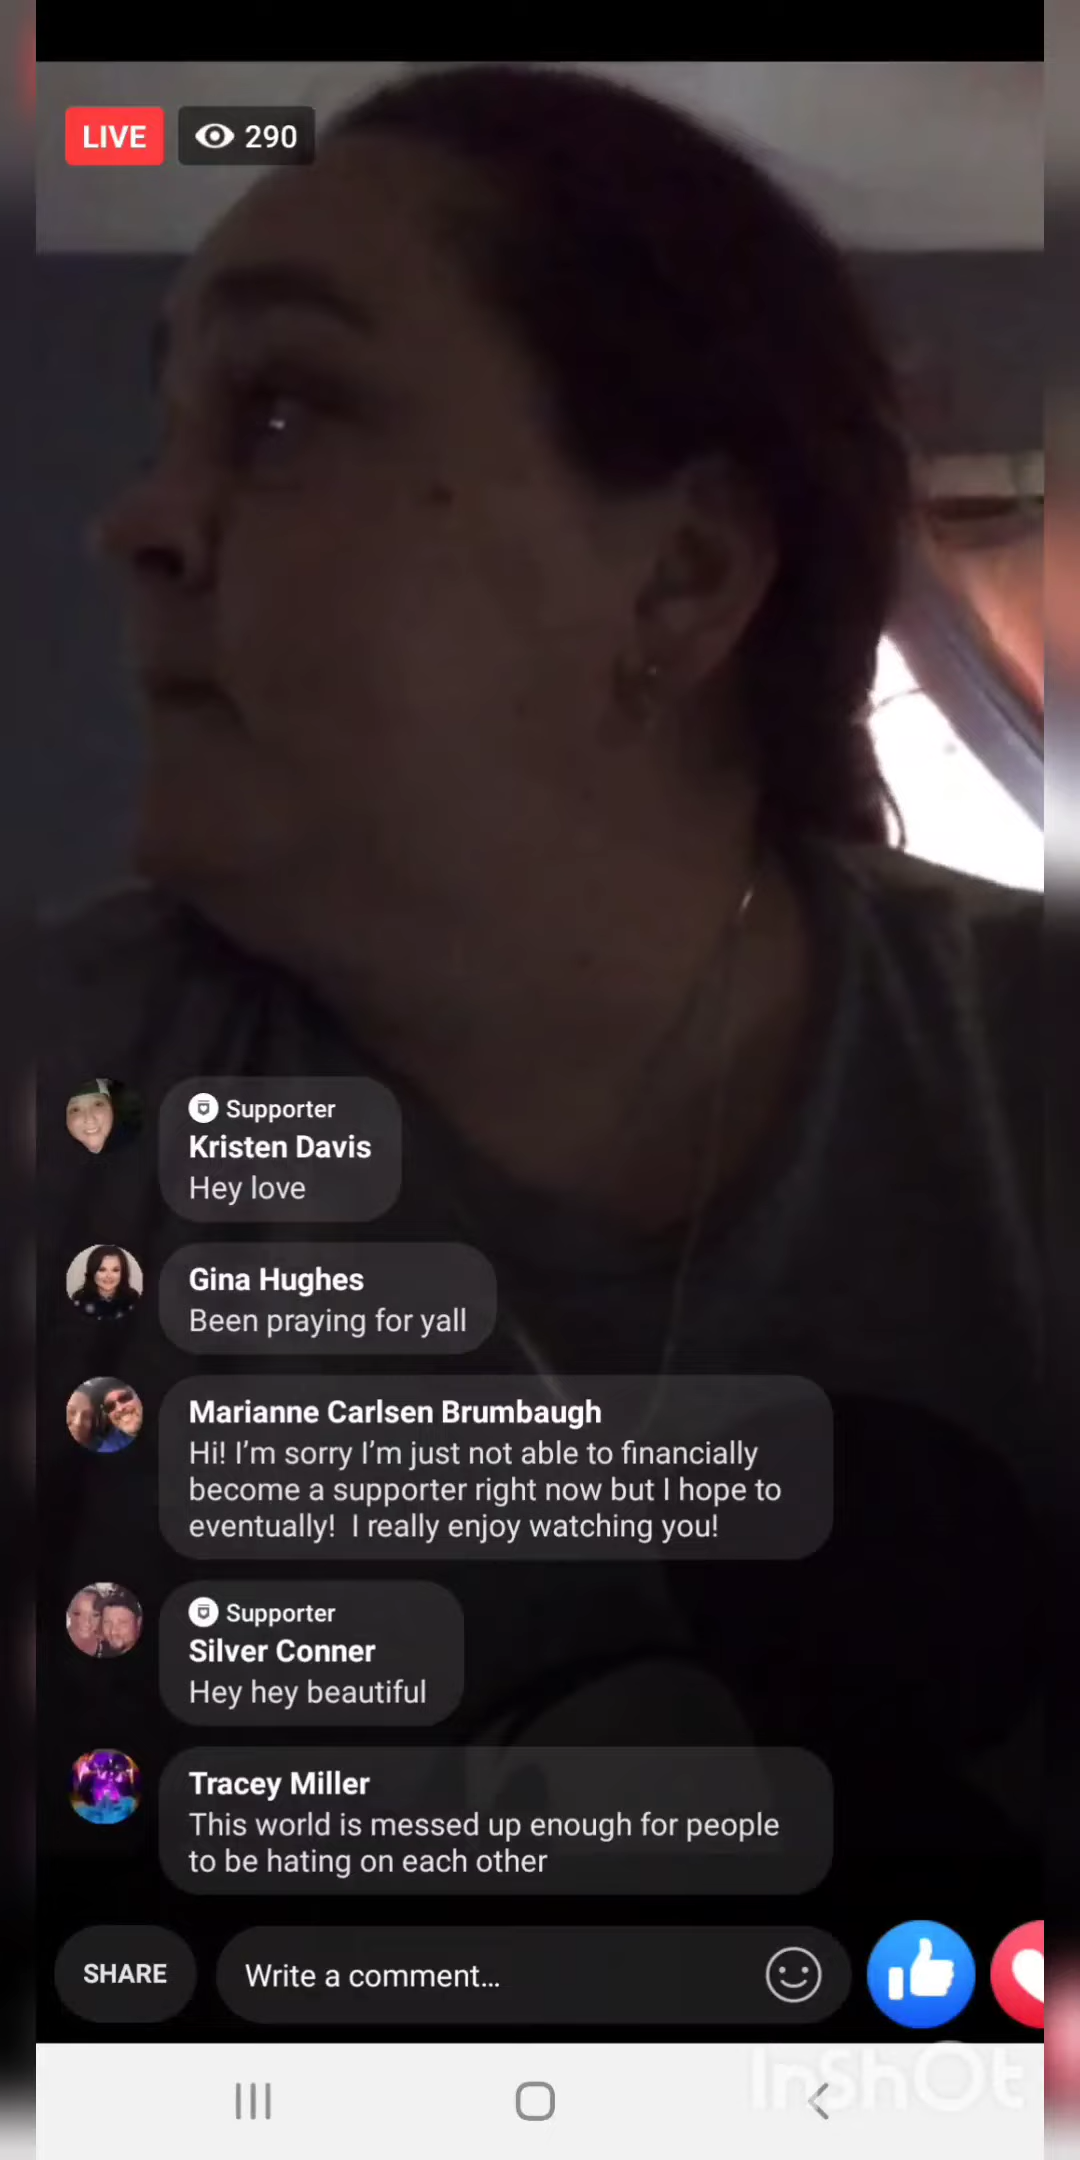 LIVE
290
Supporter
Kristen Davis
Hey love
Gina Hughes
Been praying for yall
Marianne Carlsen Brumbaugh
Hi! I'm sorry I'm just not able to financially
become a supporter right now but I hope to
eventually!  I really enjoy watching you!
Supporter
Silver Conner
Hey hey beautiful
Tracey Miller
This world is messed up enough for people
to be hating on each other
SHARE
Write a comment...
InShOt